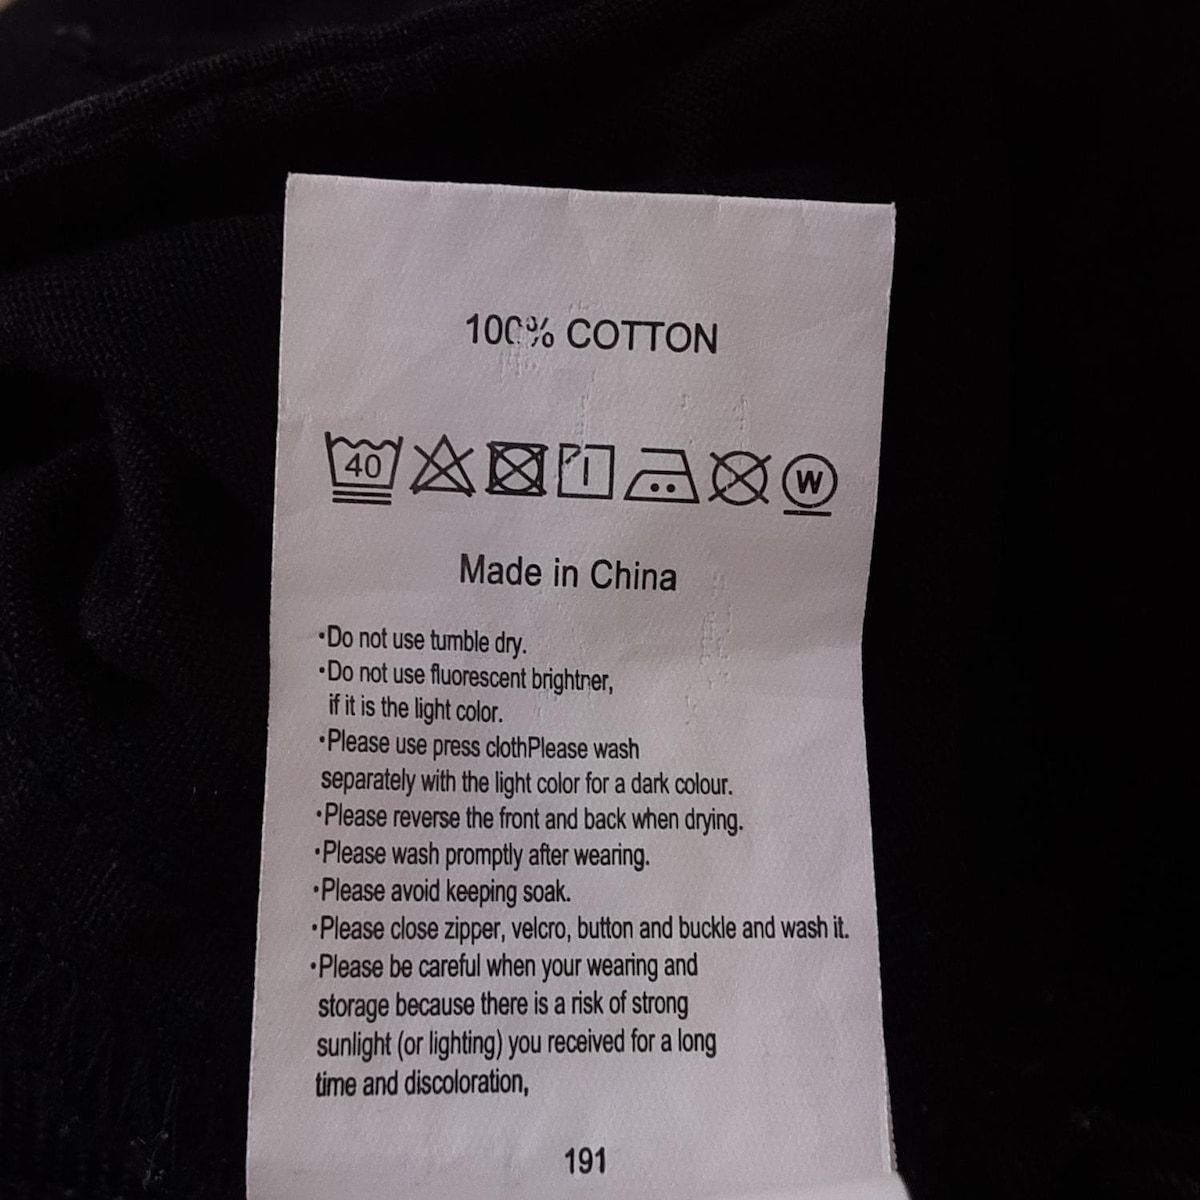 100% COTTON
40 W
Made in China
•Do not use tumble dry.
•Do not use fluorescent brightner,
if it is the light color.
•Please use press clothPlease wash
separately with the light color for a dark colour.
•Please reverse the front and back when drying.
•Please wash promptly after wearing.
•Please avoid keeping soak.
•Please close zipper, velcro, button and buckle and wash it.
•Please be careful when your wearing and
storage because there is a risk of strong
sunlight (or lighting) you received for a long
time and discoloration,
191